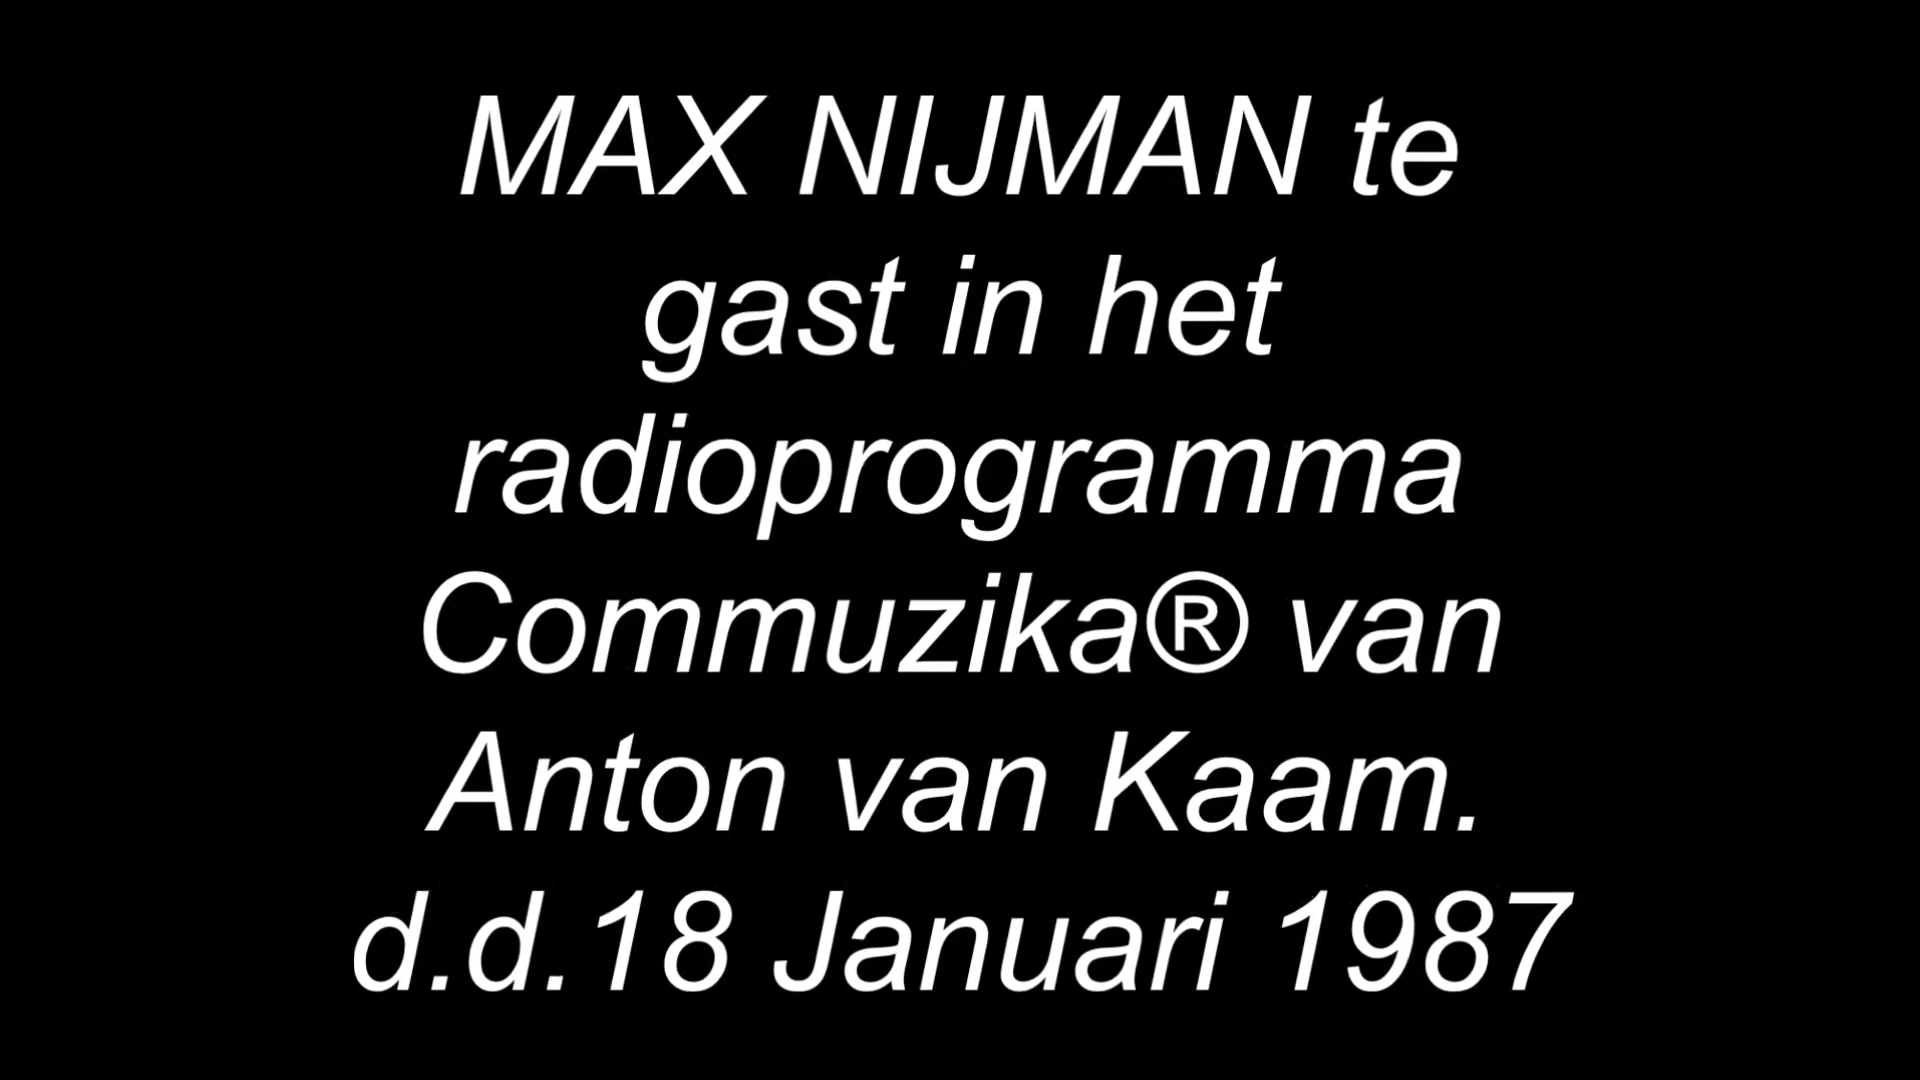 MAX NIJMAN te
gast in het
radioprogramma
Commuzika® van
Anton van Kaam.
d.d.18 Januari 1987